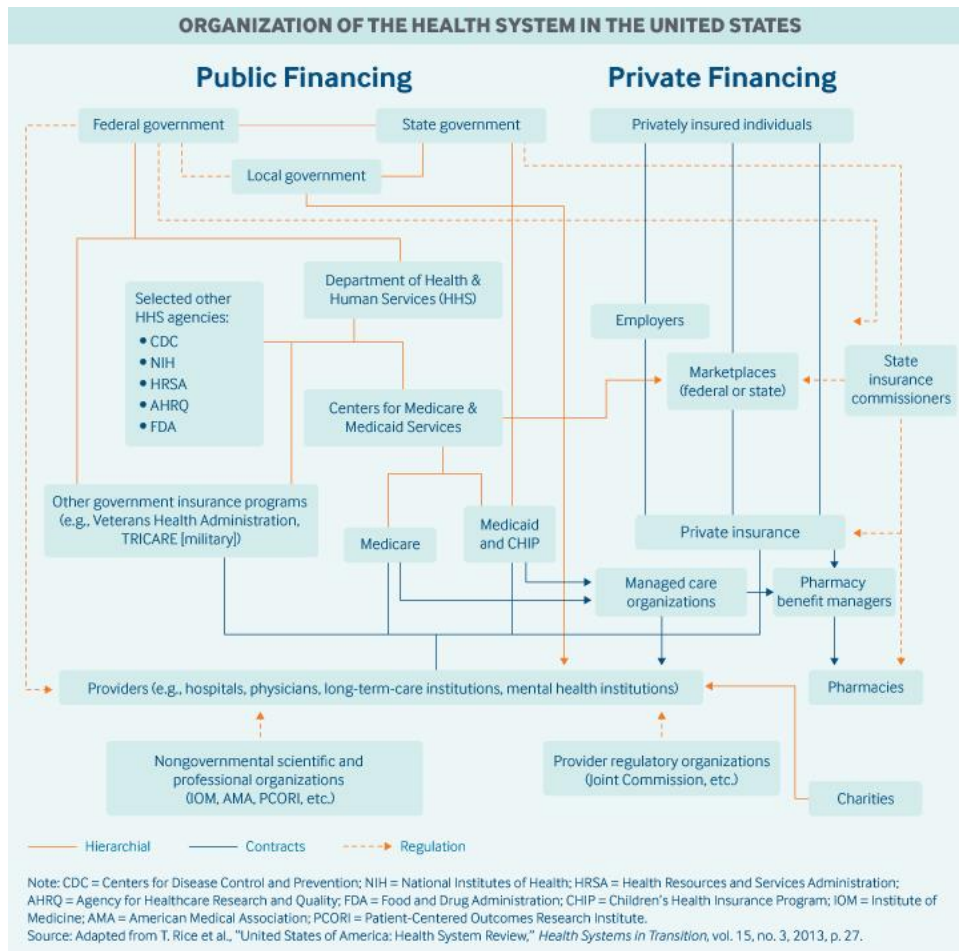 ORGANIZATION OF THE HEALTH SYSTEM IN THE UNITED STATES
Public Financing
Private Financing
Federal government
State government
Privately insured individuals
Local government
Department of Health &
Human Services (HHS)
Selected other
HHS agencies:
• CDC
• NIH
• HRSA
• AHRQ
• FDA
Employers
Marketplaces
(federal or state)
State
insurance
commissioners
Centers for Medicare &
Medicaid Services
Other government insurance programs
(e.g., Veterans Health Administration,
TRICARE [military])
Medicare
Medicaid
and CHIP
Private insurance
Managed care
organizations
Pharmacy
benefit managers
Providers (e.g., hospitals, physicians, long-term-care institutions, mental health institutions)
Pharmacies
Nongovernmental scientific and
professional organizations
(IOM, AMA, PCORI, etc.)
Provider regulatory organizations
(Joint Commission, etc.)
Charities
Hierarchial
Contracts
Regulation
Note: CDC = Centers for Disease Control and Prevention; NIH = National Institutes of Health; HRSA = Health Resources and Services Administration;
AHRQ = Agency for Healthcare Research and Quality; FDA = Food and Drug Administration; CHIP = Children's Health Insurance Program; IOM = Institute of
Medicine; AMA = American Medical Association; PCORI = Patient-Centered Outcomes Research Institute.
Source: Adapted from T. Rice et al., "United States of America: Health System Review," Health Systems in Transition, vol. 15, no. 3, 2013, p. 27.